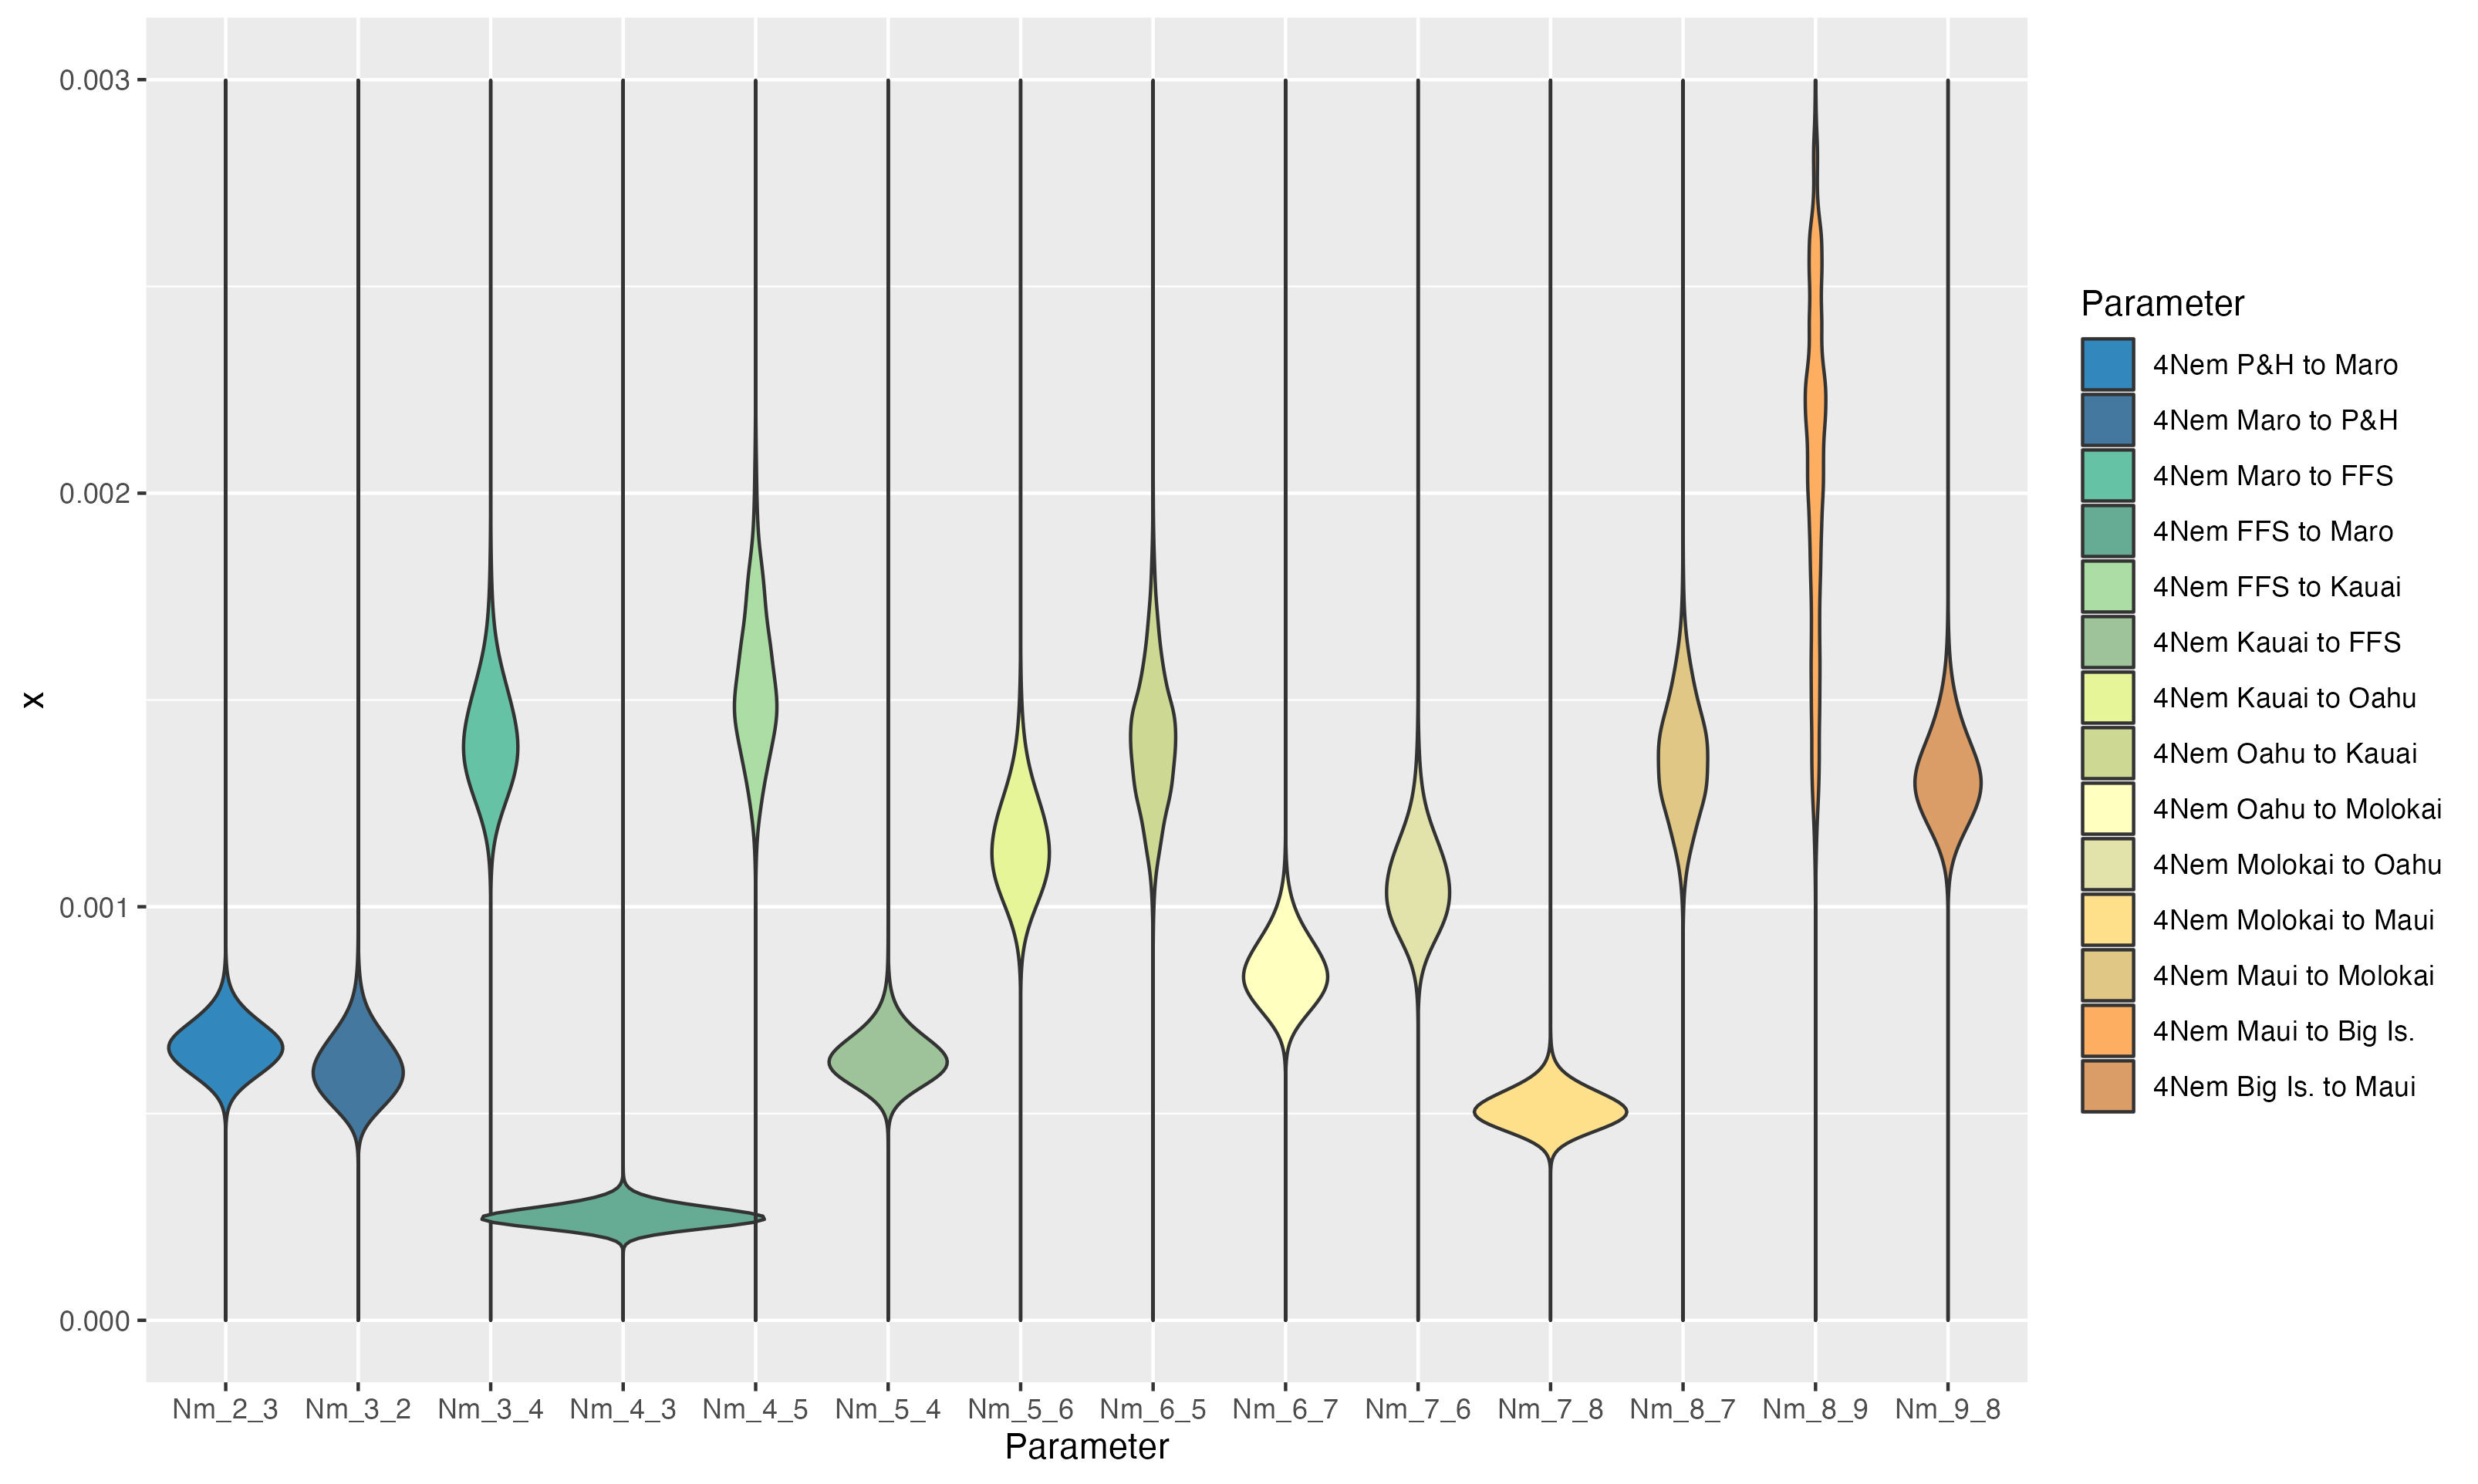 0.003
0.002
0.001
0.000
x
Nm_2_3 Nm_3_2 Nm_3_4 Nm_4_3 Nm_4_5 Nm_5_4 Nm_5_6 Nm_6_5 Nm_6_7 Nm_7_6 Nm_7_8 Nm_8_7 Nm_8_9 Nm_9_8
Parameter
Parameter
4Nem P&H to Maro
4Nem Maro to P&H
4Nem Maro to FFS
4Nem FFS to Maro
4Nem FFS to Kauai
4Nem Kauai to FFS
4Nem Kauai to Oahu
4Nem Oahu to Kauai
4Nem Oahu to Molokai
4Nem Molokai to Oahu
4Nem Molokai to Maui
4Nem Maui to Molokai
4Nem Maui to Big Is.
4Nem Big Is. to Maui